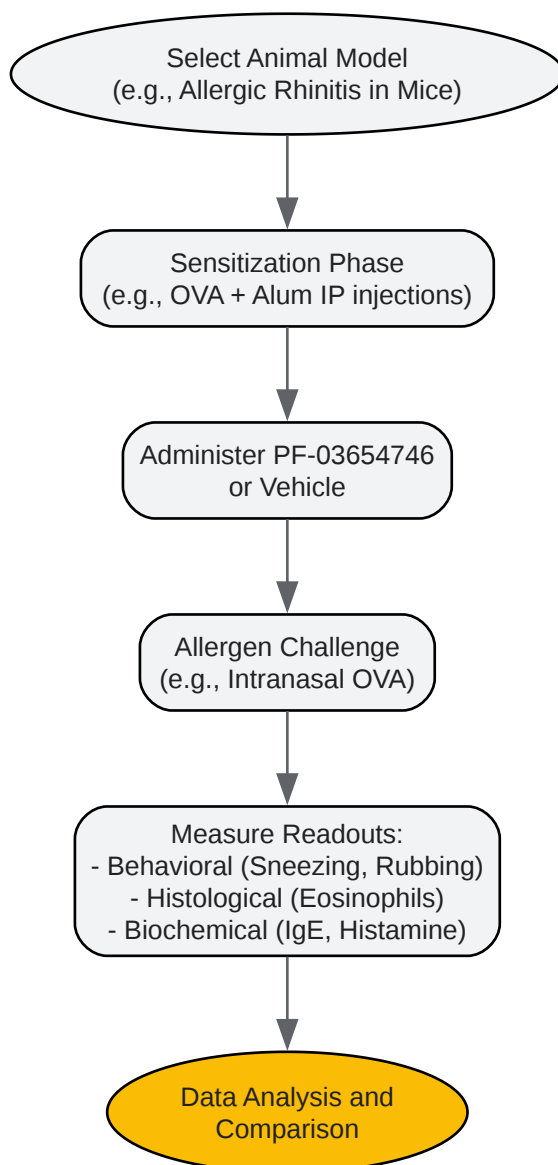 Select Animal Model
(e.g., Allergic Rhinitis in Mice)
Sensitization Phase
(e.g., OVA + Alum IP injections)
Administer PF-03654746
or Vehicle
Allergen Challenge
(e.g., Intranasal OVA)
Measure Readouts:
- Behavioral (Sneezing, Rubbing)
- Histological (Eosinophils)
- Biochemical (IgE, Histamine)
Data Analysis and
Comparison